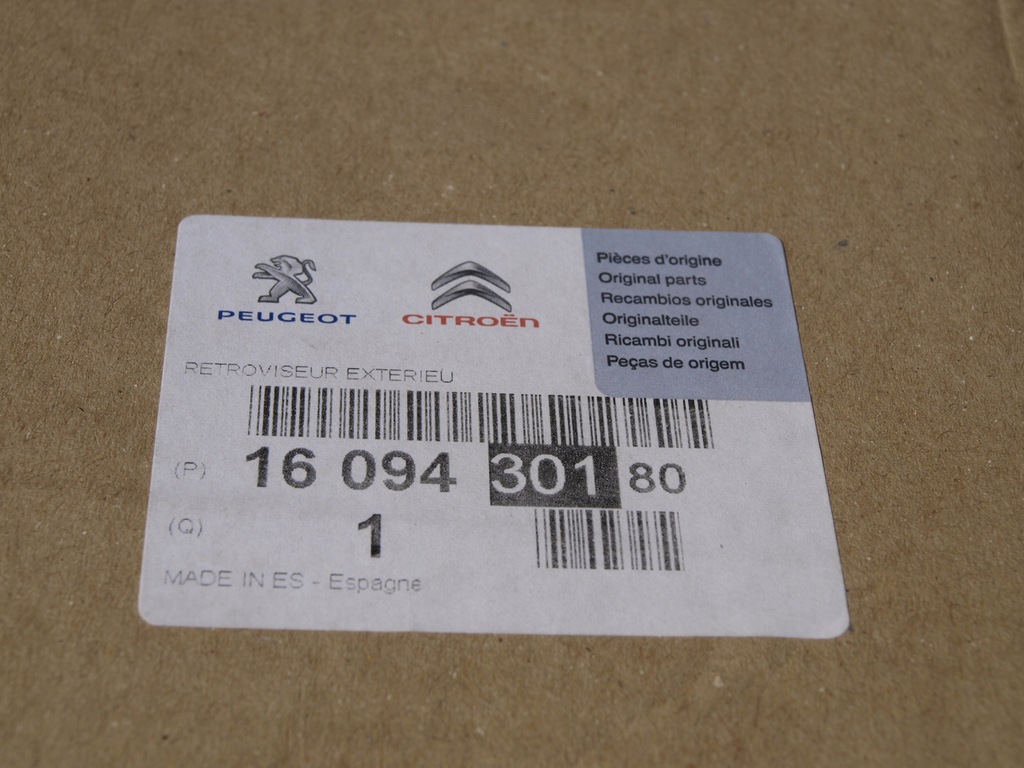 PEUGEOT
CITROËN
Pièces d'origine
Original parts
Recambios originales
Originalteile
Ricambi originali
Peças de origem
RETROVISEUR EXTERIEU
(P) 16 094 301 80
(Q) 1
MADE IN ES - Espagne